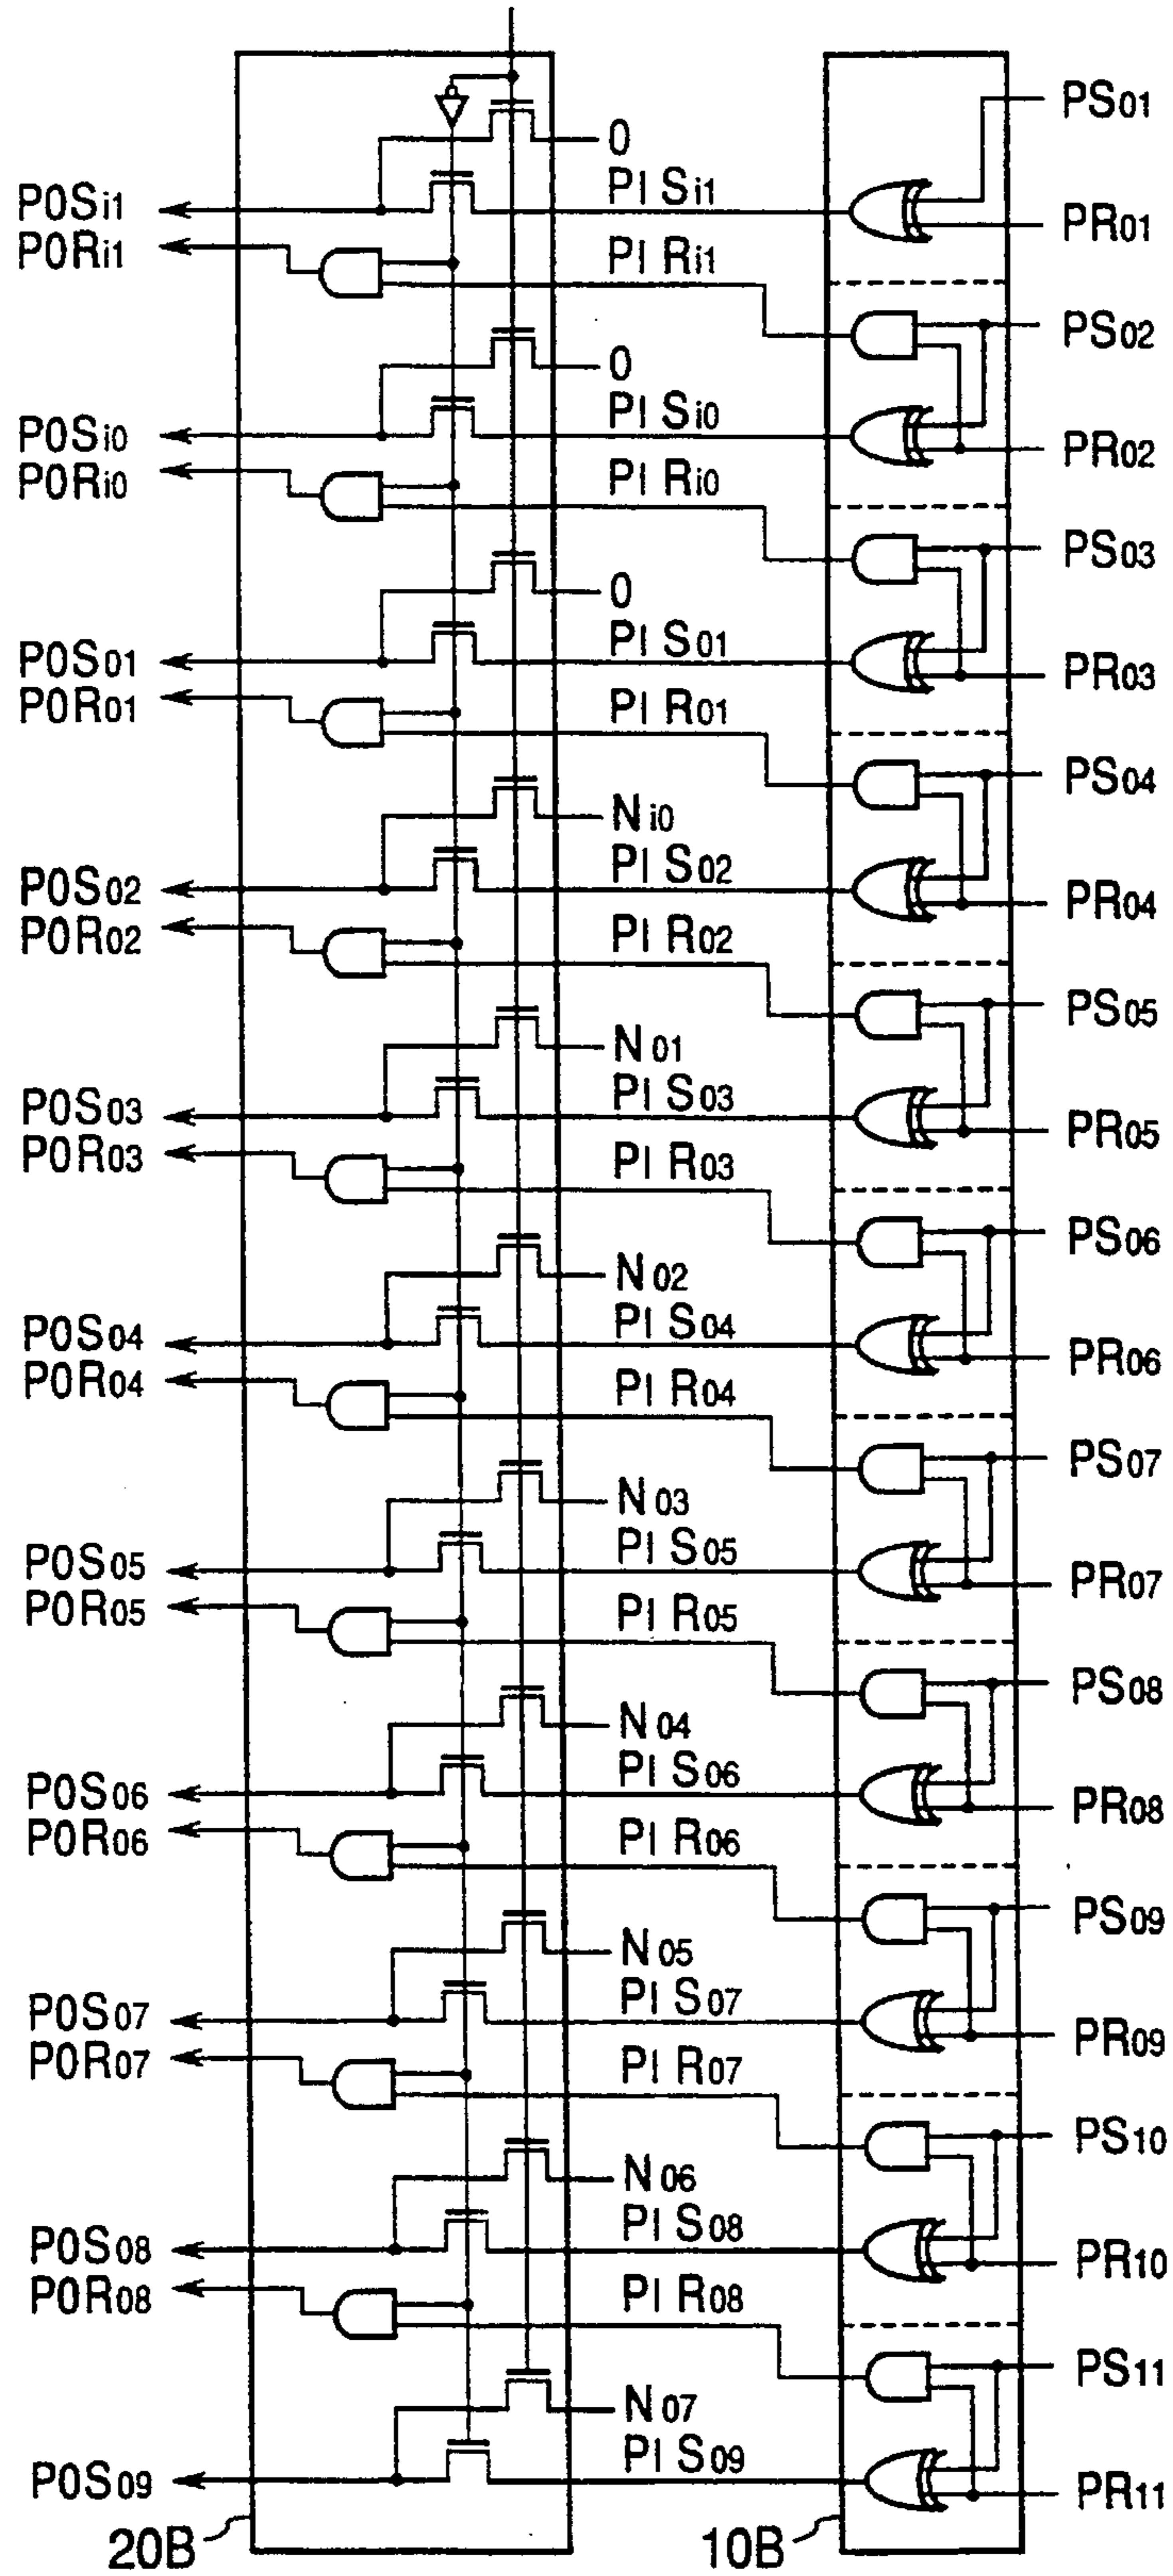 PS01
0
PI Si1
P0Si1
P0Ri1
PR01
PI Ri1
PS02
0
PI Si0
P0Si0
P0Ri0
PR02
PI Ri0
PS03
0
PI S01
P0S01
P0R01
PR03
PI R01
PS04
Ni0
PI S02
P0S02
P0R02
PR04
PI R02
PS05
N01
PI S03
P0S03
P0R03
PR05
PI R03
PS06
N02
PI S04
P0S04
P0R04
PR06
PI R04
PS07
N03
PI S05
P0S05
P0R05
PR07
PI R05
PS08
N04
PI S06
P0S06
P0R06
PR08
PI R06
PS09
N05
PI S07
P0S07
P0R07
PR09
PI R07
PS10
N06
PI S08
P0S08
P0R08
PR10
PI R08
PS11
N07
PI S09
P0S09
PR11
20B
10B